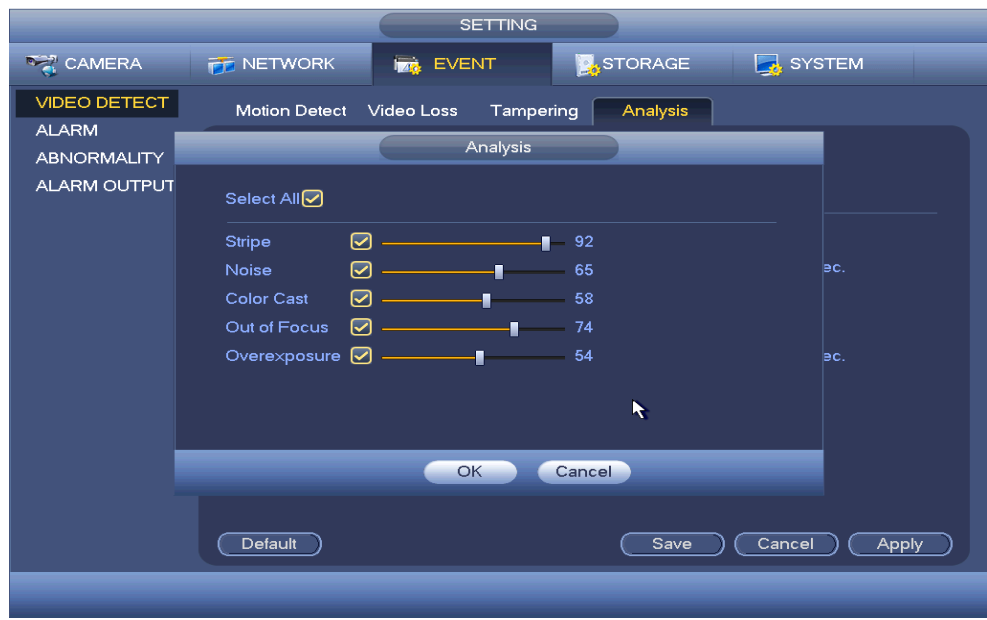 SETTING
CAMERA NETWORK EVENT STORAGE SYSTEM
VIDEO DETECT
ALARM
ABNORMALITY
ALARM OUTPUT
Motion Detect Video Loss Tampering Analysis
Analysis
Select All
Stripe 92
Noise 65
Color Cast 58
Out of Focus 74
Overexposure 54
ec.
ec.
OK Cancel
Default Save Cancel Apply